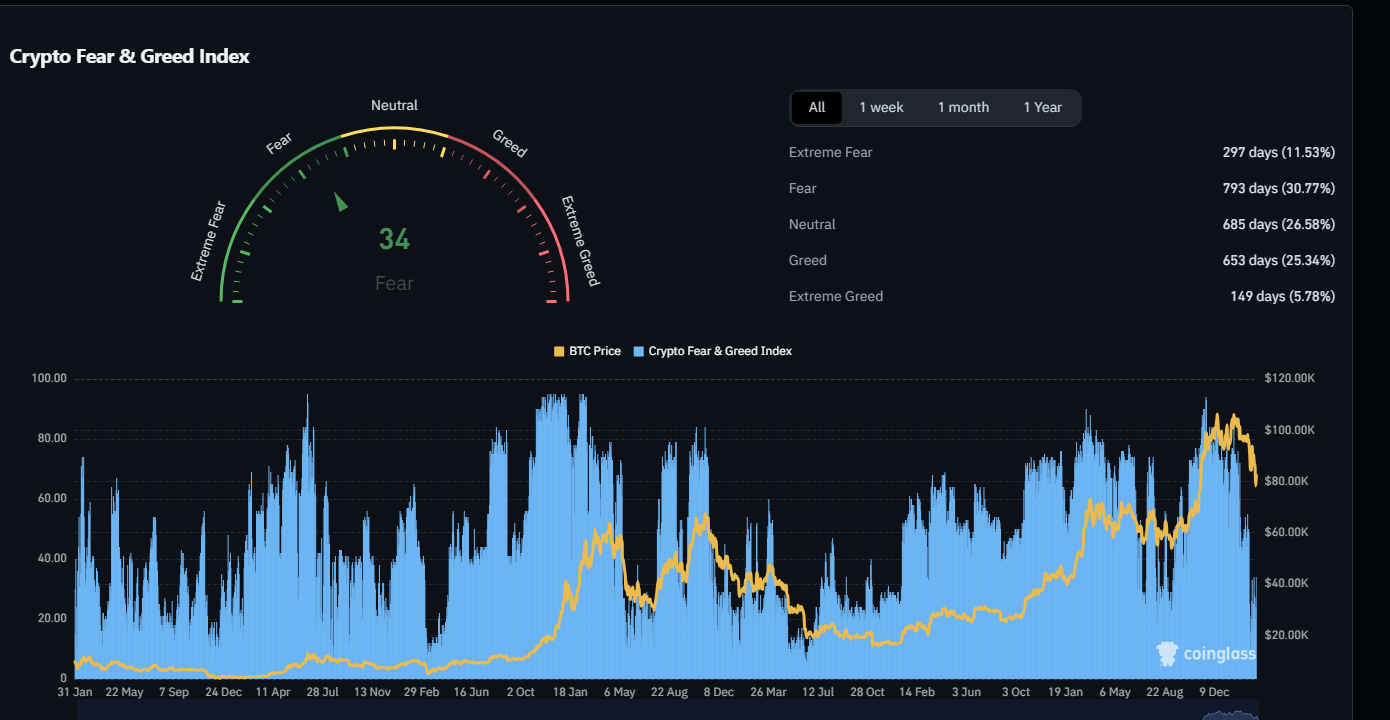 Crypto Fear & Greed Index
Neutral
Fear
Greed
Extreme Fear
Extreme Greed
34
Fear
All 1 week 1 month 1 Year
Extreme Fear 297 days (11.53%)
Fear 793 days (30.77%)
Neutral 685 days (26.58%)
Greed 653 days (25.34%)
Extreme Greed 149 days (5.78%)
BTC Price Crypto Fear & Greed Index
100.00 $120.00K
80.00 $100.00K
60.00 $80.00K
40.00 $60.00K
20.00 $40.00K
0 $20.00K
coinglass
31 Jan 22 May 7 Sep 24 Dec 11 Apr 28 Jul 13 Nov 29 Feb 16 Jun 2 Oct 18 Jan 6 May 22 Aug 8 Dec 26 Mar 12 Jul 28 Oct 14 Feb 3 Jun 3 Oct 19 Jan 6 May 22 Aug 9 Dec